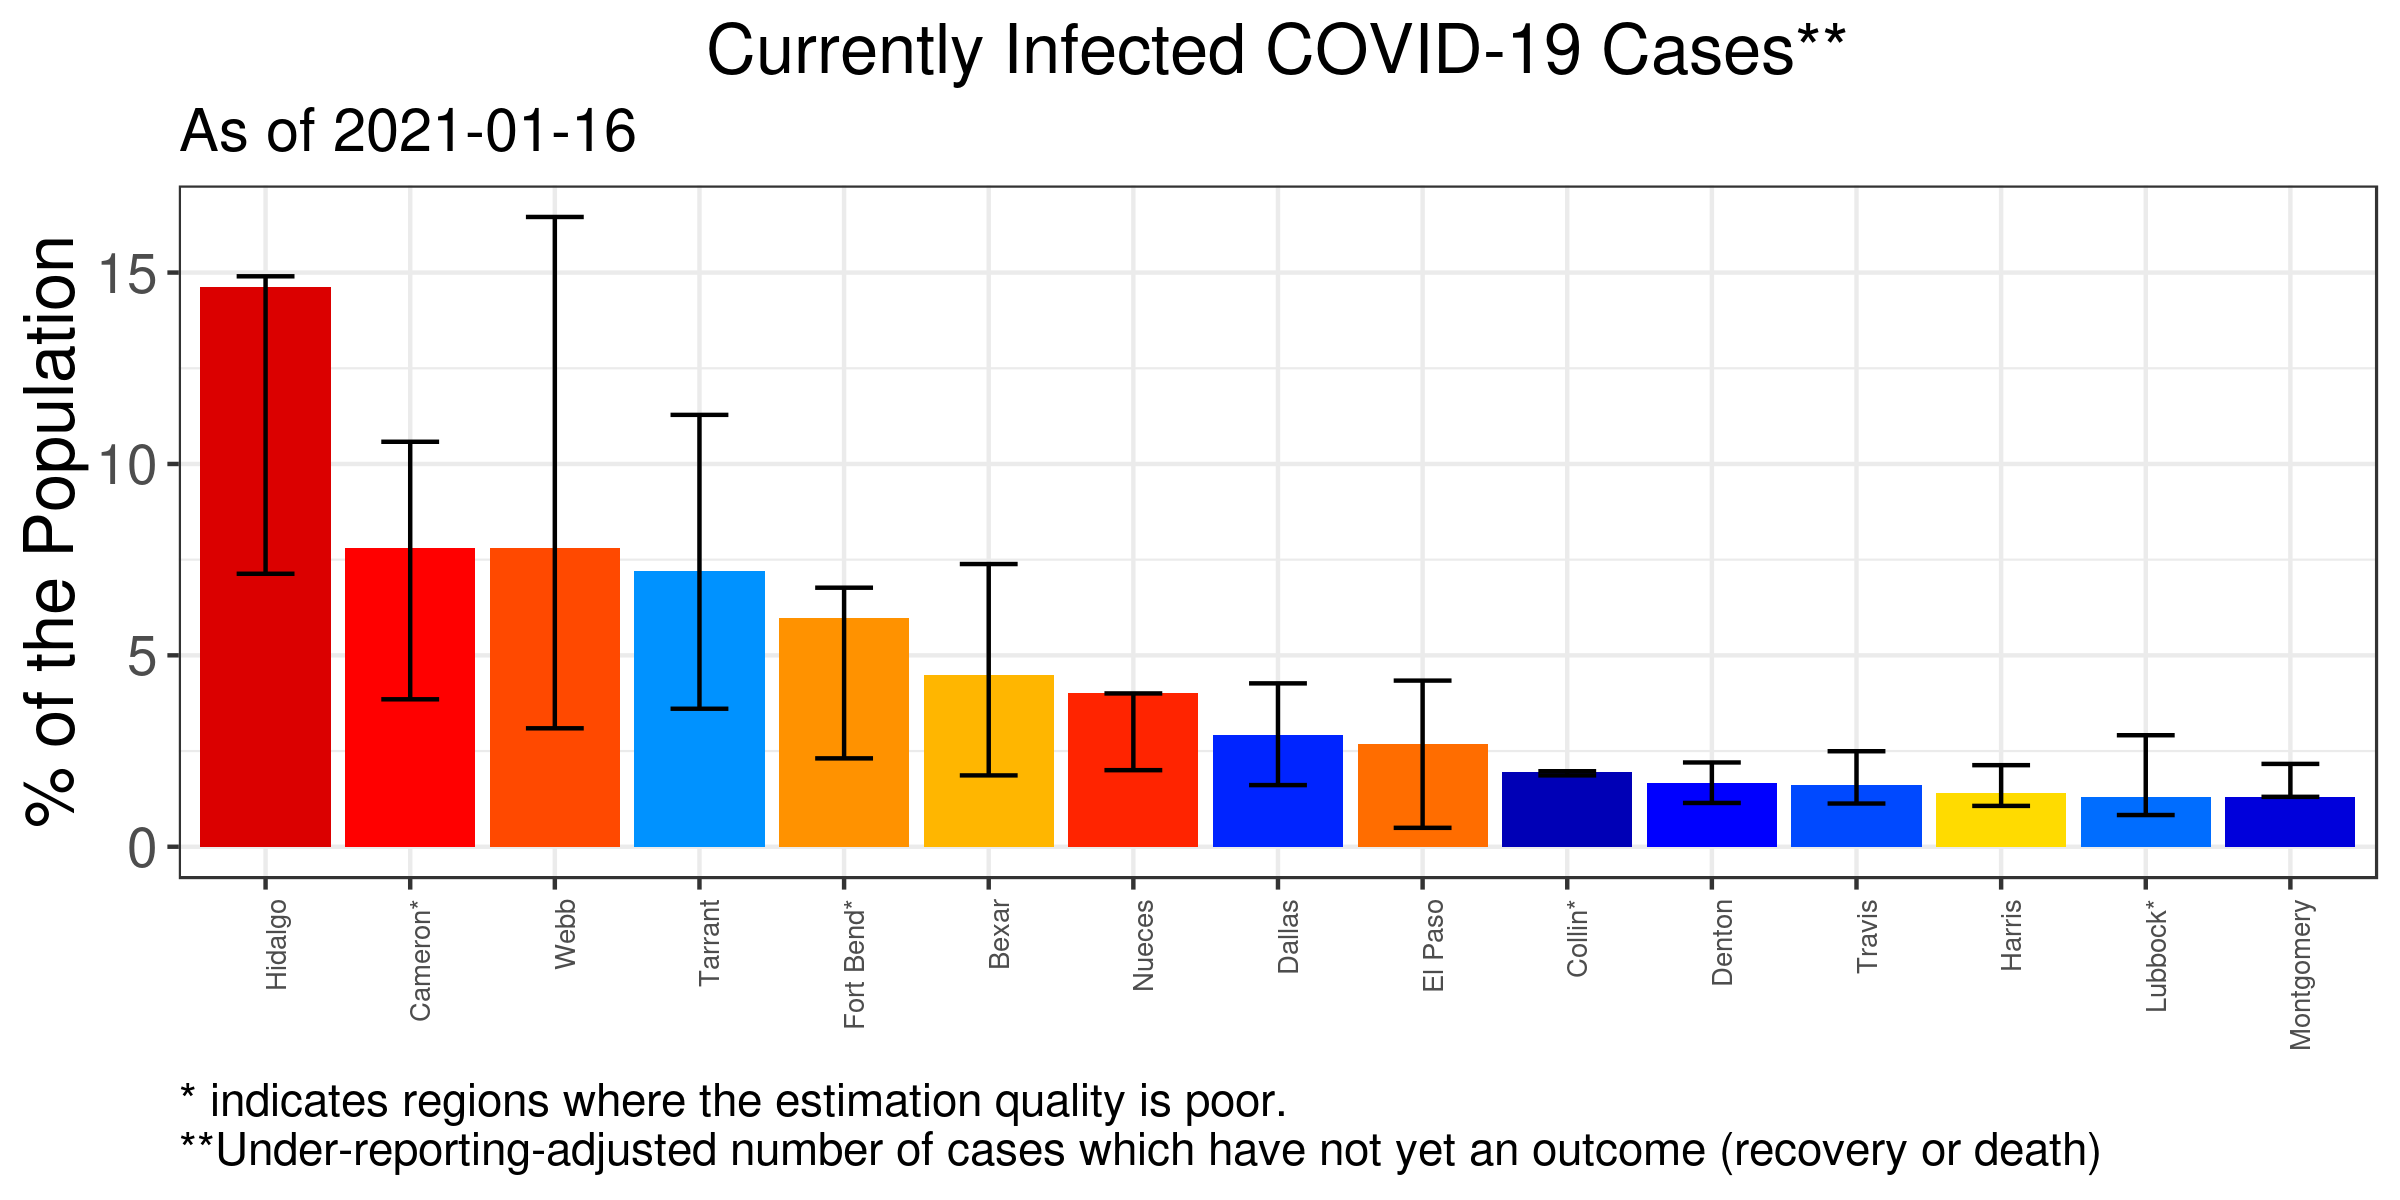 Currently Infected COVID-19 Cases**
As of 2021-01-16
% of the Population
15
10
5
0
Hidalgo
Cameron*
Webb
Tarrant
Fort Bend*
Bexar
Nueces
Dallas
El Paso
Collin*
Denton
Travis
Harris
Lubbock*
Montgomery
* indicates regions where the estimation quality is poor.
**Under-reporting-adjusted number of cases which have not yet an outcome (recovery or death)